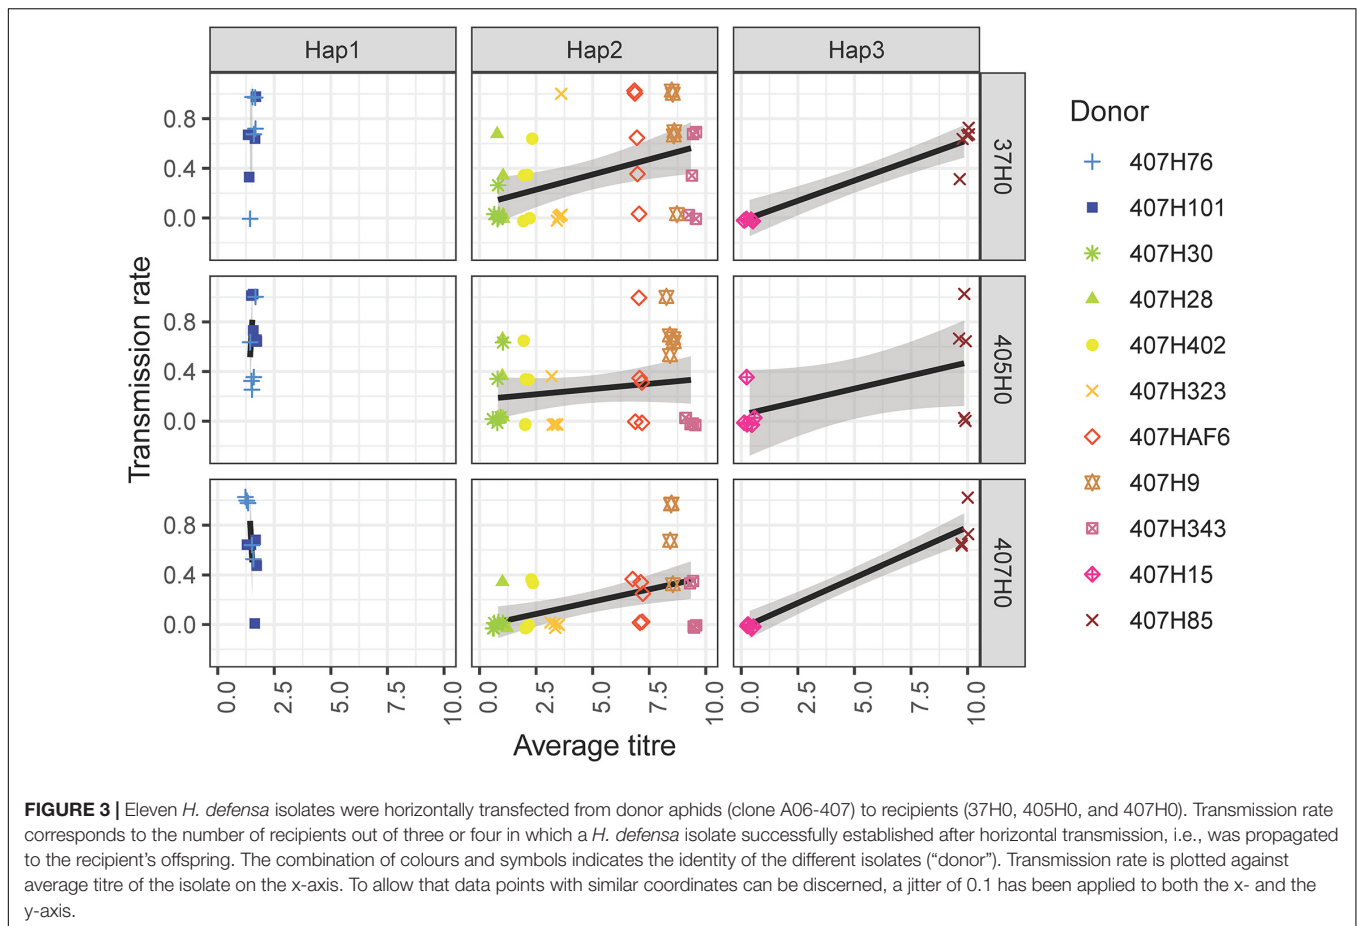 Hap1
Hap2
Hap3
Transmission rate
0.8
0.4
0.0
37H0
0.8
0.4
0.0
405H0
0.8
0.4
0.0
407H0
0.0
2.5
5.0
7.5
10.0
0.0
2.5
5.0
7.5
10.0
0.0
2.5
5.0
7.5
10.0
Average titre
Donor
407H76
407H101
407H30
407H28
407H402
407H323
407HAF6
407H9
407H343
407H15
407H85
FIGURE 3 | Eleven H. defensa isolates were horizontally transfected from donor aphids (clone A06-407) to recipients (37H0, 405H0, and 407H0). Transmission rate
corresponds to the number of recipients out of three or four in which a H. defensa isolate successfully established after horizontal transmission, i.e., was propagated
to the recipient's offspring. The combination of colours and symbols indicates the identity of the different isolates ("donor"). Transmission rate is plotted against
average titre of the isolate on the x-axis. To allow that data points with similar coordinates can be discerned, a jitter of 0.1 has been applied to both the x- and the
y-axis.